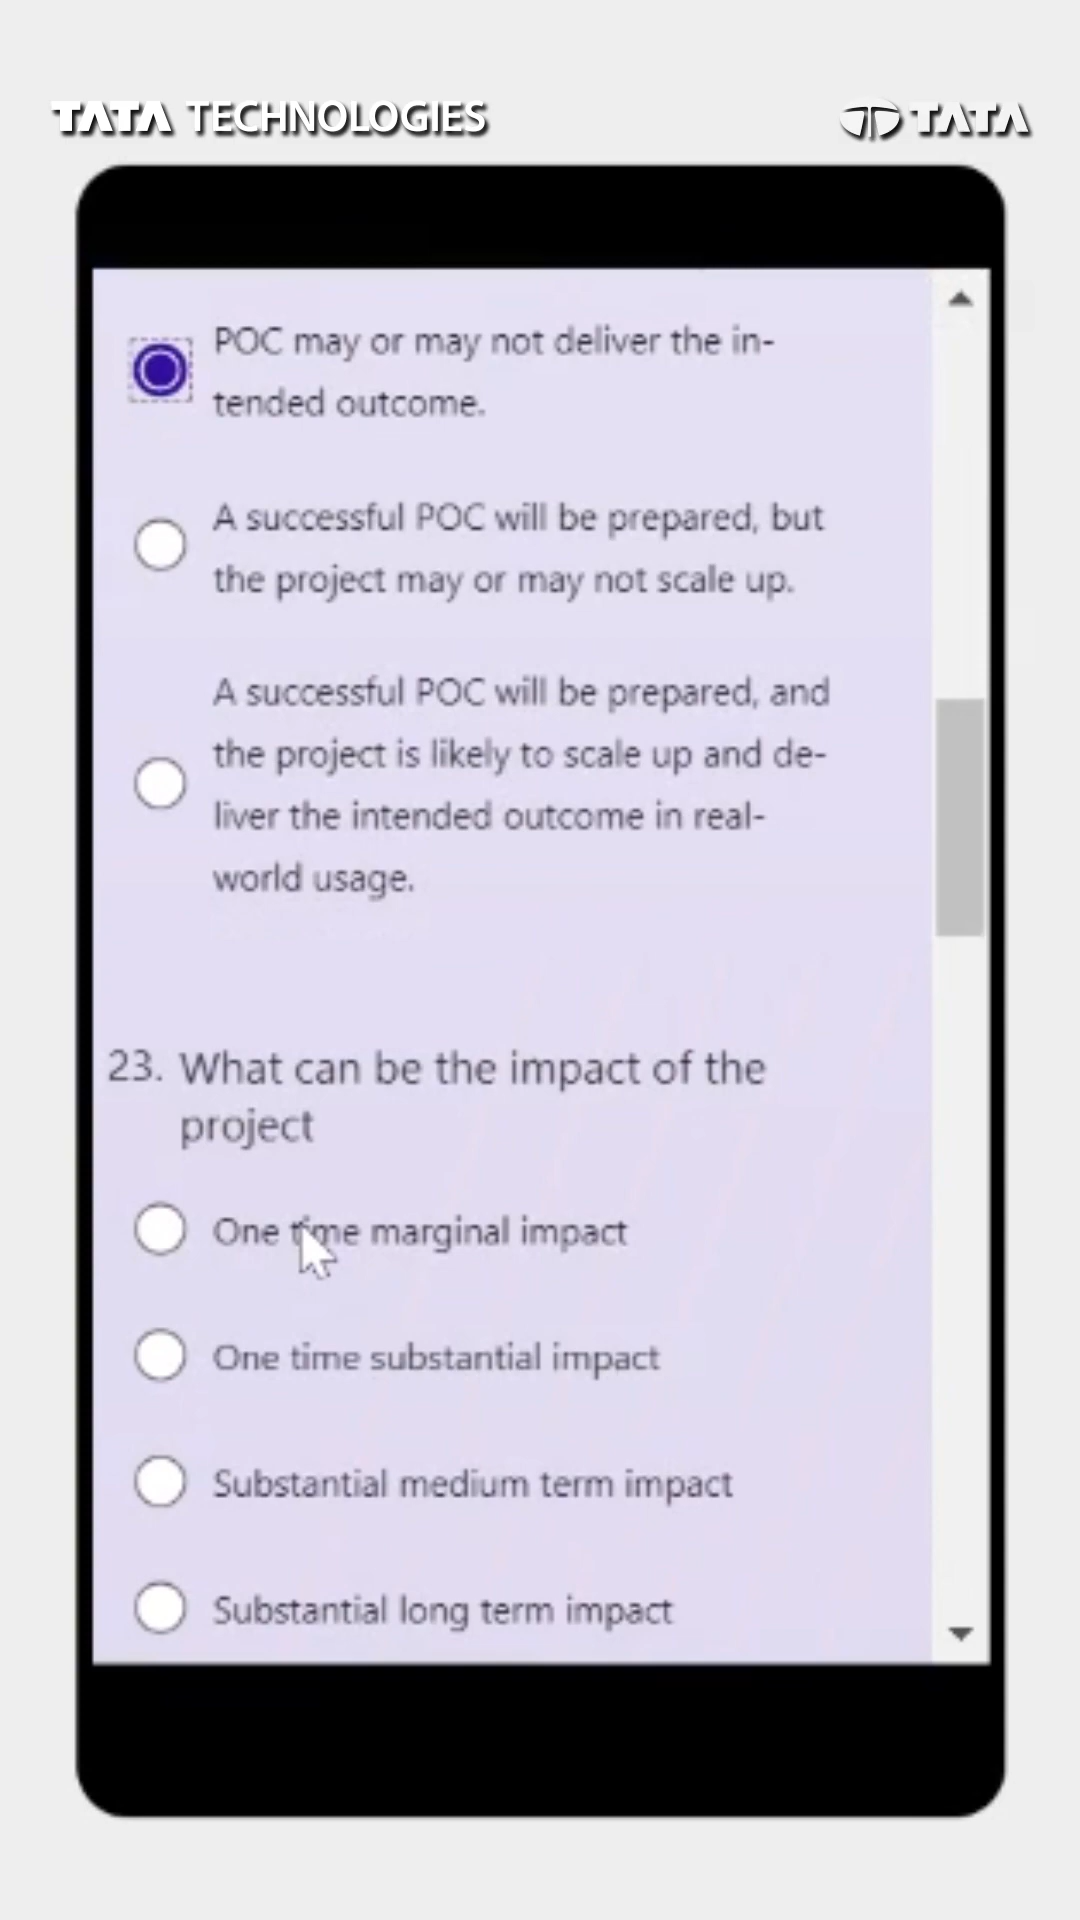 TATA TECHNOLOGIES
TATA
POC may or may not deliver the in-
tended outcome.
A successful POC will be prepared, but
the project may or may not scale up.
A successful POC will be prepared, and
the project is likely to scale up and de-
liver the intended outcome in real-
world usage.
23. What can be the impact of the
project
One time marginal impact
One time substantial impact
Substantial medium term impact
Substantial long term impact